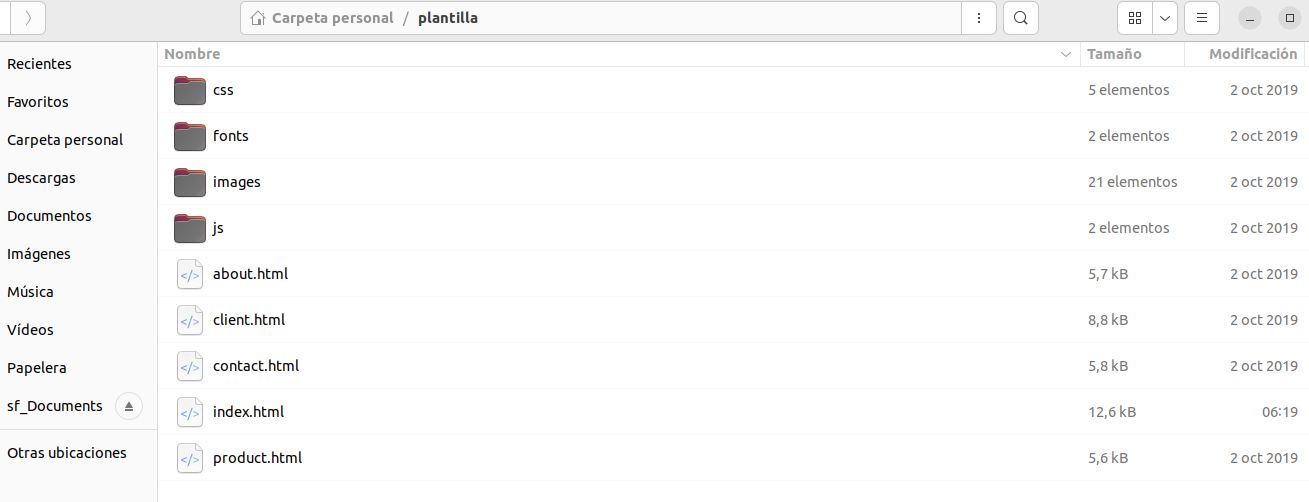 Carpeta personal / plantilla
Recientes
Favoritos
Carpeta personal
Descargas
Documentos
Imágenes
Música
Vídeos
Papelera
sf_Documents
Otras ubicaciones
Nombre Tamaño Modificación
css 5 elementos 2 oct 2019
fonts 2 elementos 2 oct 2019
images 21 elementos 2 oct 2019
js 2 elementos 2 oct 2019
about.html 5,7 kB 2 oct 2019
client.html 8,8 kB 2 oct 2019
contact.html 5,8 kB 2 oct 2019
index.html 12,6 kB 06:19
product.html 5,6 kB 2 oct 2019